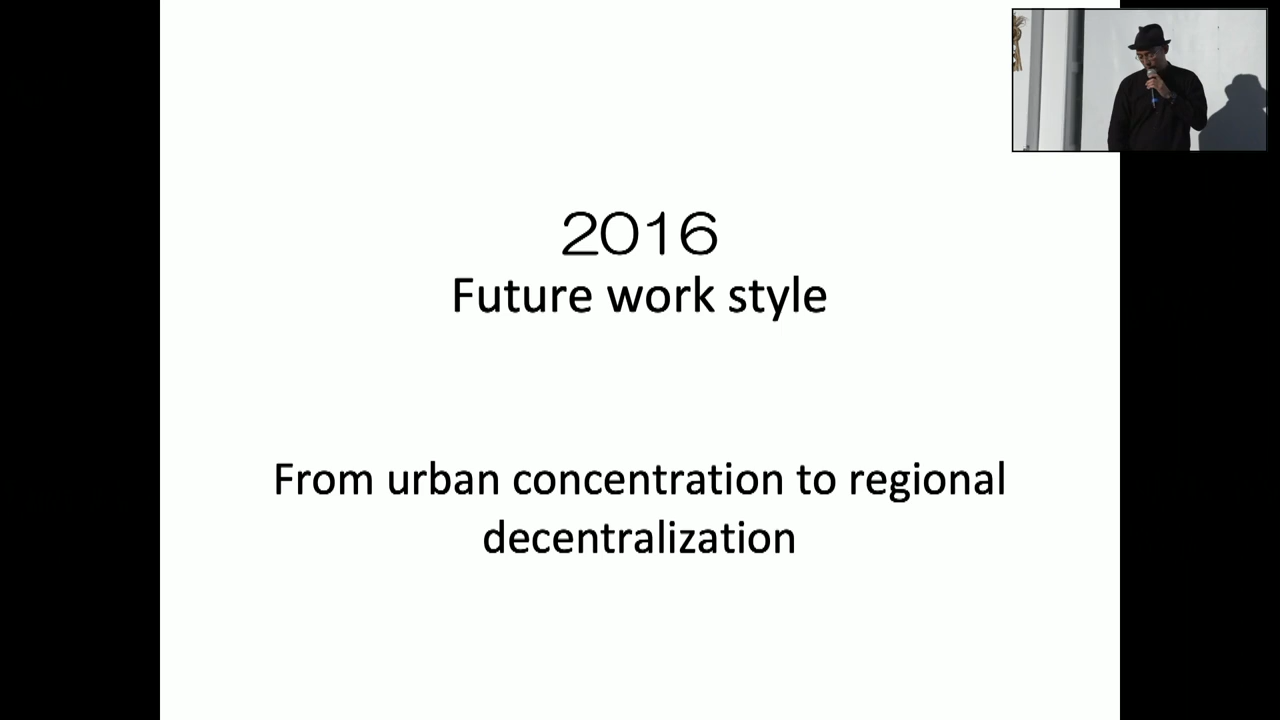 2016
Future work style
From urban concentration to regional
decentralization